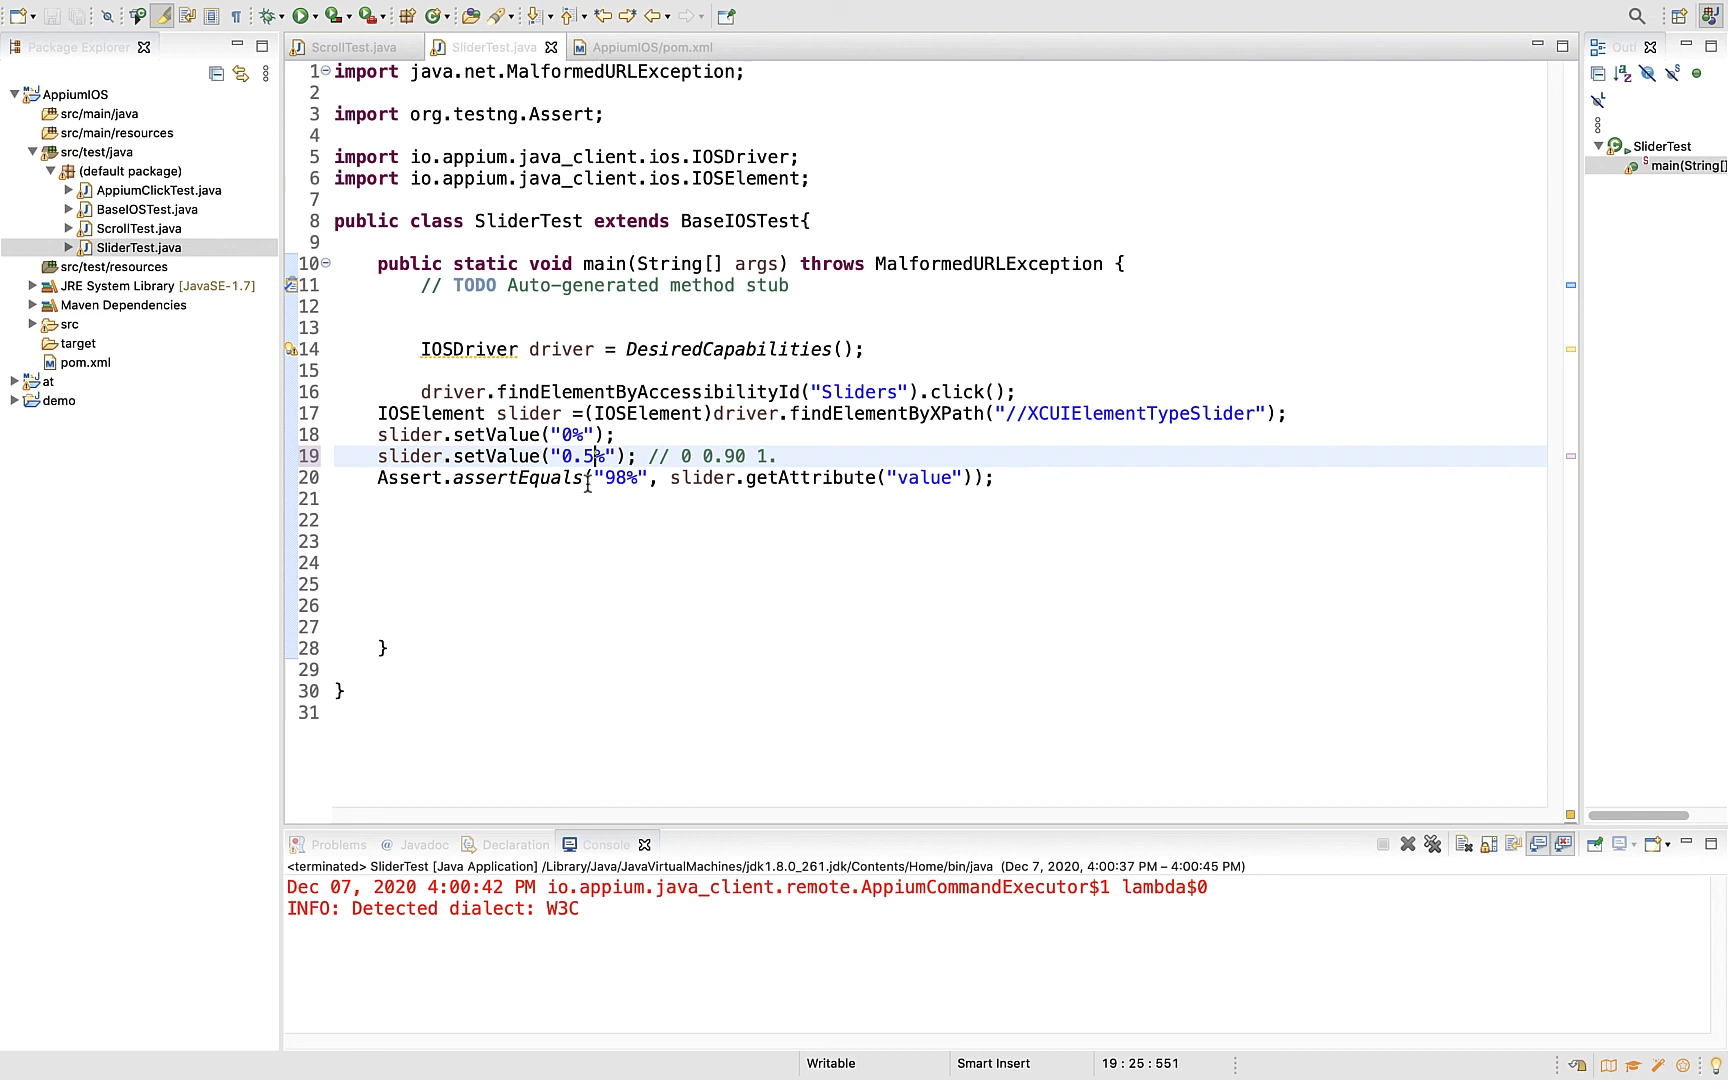 Package Explorer
AppiumIOS
src/main/java
src/main/resources
src/test/java
(default package)
AppiumClickTest.java
BaseIOSTest.java
ScrollTest.java
SliderTest.java
src/test/resources
JRE System Library [JavaSE-1.7]
Maven Dependencies
src
target
pom.xml
at
demo
ScrollTest.java
SliderTest.java
AppiumIOS/pom.xml
1 import java.net.MalformedURLException;
2
3 import org.testng.Assert;
4
5 import io.appium.java_client.ios.IOSDriver;
6 import io.appium.java_client.ios.IOSElement;
7
8 public class SliderTest extends BaseIOSTest{
9
10 public static void main(String[] args) throws MalformedURLException {
11 // TODO Auto-generated method stub
12
13
14 IOSDriver driver = DesiredCapabilities();
15
16 driver.findElementByAccessibilityId("Sliders").click();
17 IOSElement slider =(IOSElement)driver.findElementByXPath("//XCUIElementTypeSlider");
18 slider.setValue("0%");
19 slider.setValue("0.5%"); // 0 0.90 1.
20 Assert.assertEquals("98%", slider.getAttribute("value"));
21
22
23
24
25
26
27
28 }
29
30 }
31
Outl
SliderTest
main(String[]
Problems
@ Javadoc
Declaration
Console
<terminated> SliderTest [Java Application] /Library/Java/JavaVirtualMachines/jdk1.8.0_261.jdk/Contents/Home/bin/java (Dec 7, 2020, 4:00:37 PM – 4:00:45 PM)
Dec 07, 2020 4:00:42 PM io.appium.java_client.remote.AppiumCommandExecutor$1 lambda$0
INFO: Detected dialect: W3C
Writable
Smart Insert
19 : 25 : 551